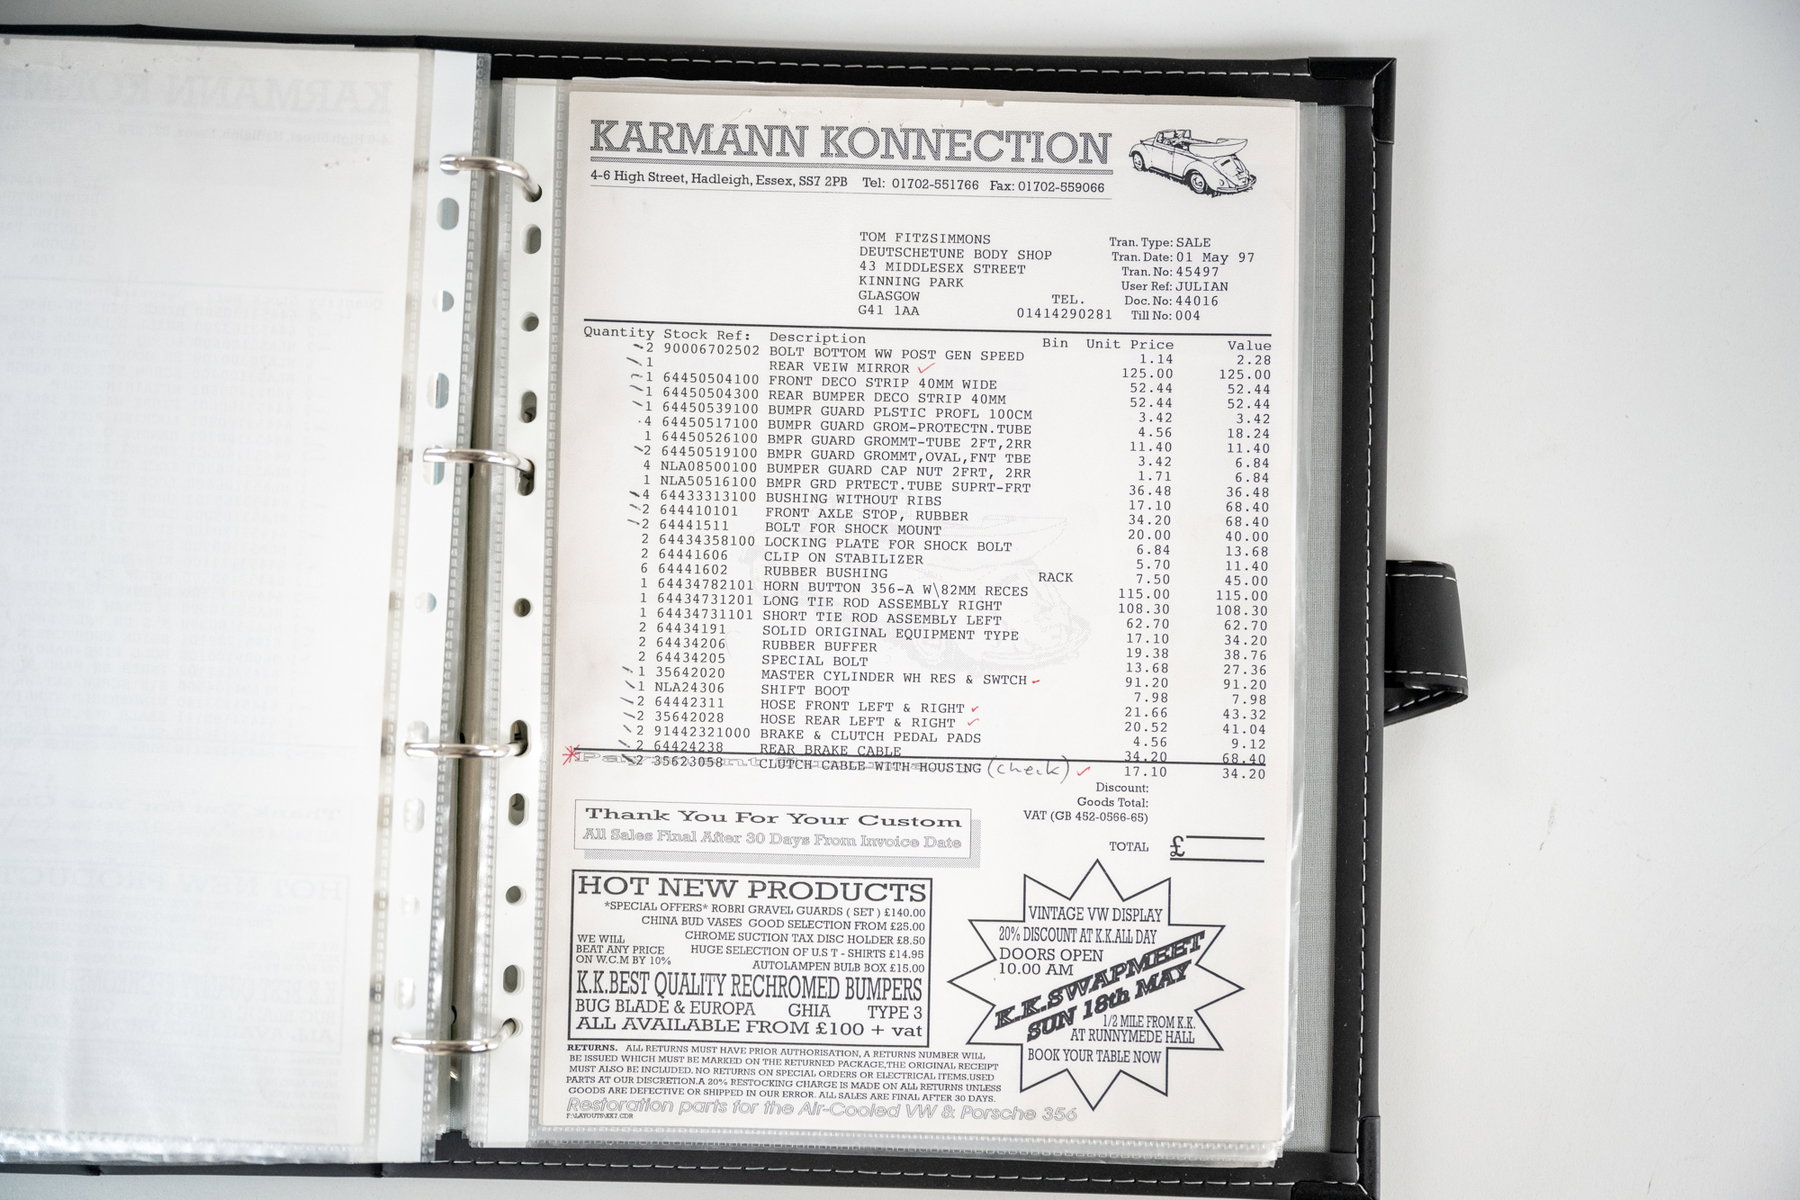 KARMANN KONNECTION
4-6 High Street, Hadleigh, Essex, SS7 2PB Tel: 01702-551766 Fax: 01702-559066
TOM FITZSIMMONS
DEUTSCHETUNE BODY SHOP
43 MIDDLESEX STREET
KINNING PARK
GLASGOW
G41 1AA
TEL.
01414290281
Tran. Type: SALE
Tran. Date: 01 May 97
Tran. No: 45497
User Ref: JULIAN
Doc. No: 44016
Till No: 004
Quantity Stock Ref: Description Bin Unit Price Value
2 90006702502 BOLT BOTTOM WW POST GEN SPEED 1.14 2.28
1 REAR VEIW MIRROR 125.00 125.00
1 64450504100 FRONT DECO STRIP 40MM WIDE 52.44 52.44
1 64450504300 REAR BUMPER DECO STRIP 40MM 52.44 52.44
1 64450539100 BUMPR GUARD PLSTIC PROFL 100CM 3.42 3.42
4 64450517100 BUMPR GUARD GROM-PROTECTN.TUBE 4.56 18.24
1 64450526100 BMPR GUARD GROMMT-TUBE 2FT,2RR 11.40 11.40
2 64450519100 BMPR GUARD GROMMT,OVAL,FNT TBE 3.42 6.84
4 NLA08500100 BUMPER GUARD CAP NUT 2FRT, 2RR 1.71 6.84
1 NLA50516100 BMPR GRD PRTECT.TUBE SUPRT-FRT 36.48 36.48
4 64433313100 BUSHING WITHOUT RIBS 17.10 68.40
2 644410101 FRONT AXLE STOP, RUBBER 34.20 68.40
2 64441511 BOLT FOR SHOCK MOUNT 20.00 40.00
2 64434358100 LOCKING PLATE FOR SHOCK BOLT 6.84 13.68
2 64441606 CLIP ON STABILIZER 5.70 11.40
6 64441602 RUBBER BUSHING RACK 7.50 45.00
1 64434782101 HORN BUTTON 356-A W\82MM RECES 115.00 115.00
1 64434731201 LONG TIE ROD ASSEMBLY RIGHT 108.30 108.30
1 64434731101 SHORT TIE ROD ASSEMBLY LEFT 62.70 62.70
2 64434191 SOLID ORIGINAL EQUIPMENT TYPE 17.10 34.20
2 64434206 RUBBER BUFFER 19.38 38.76
2 64434205 SPECIAL BOLT 13.68 27.36
1 35642020 MASTER CYLINDER WH RES & SWTCH 91.20 91.20
1 NLA24306 SHIFT BOOT 7.98 7.98
2 64442311 HOSE FRONT LEFT & RIGHT 21.66 43.32
2 35642028 HOSE REAR LEFT & RIGHT 20.52 41.04
2 91442321000 BRAKE & CLUTCH PEDAL PADS 4.56 9.12
2 64424238 REAR BRAKE CABLE 34.20 68.40
2 35623058 CLUTCH CABLE WITH HOUSING (check) 17.10 34.20
Discount:
Goods Total:
VAT (GB 452-0566-65)
TOTAL £
Thank You For Your Custom
All Sales Final After 30 Days From Invoice Date
HOT NEW PRODUCTS
*SPECIAL OFFERS* ROBRI GRAVEL GUARDS ( SET ) £140.00
CHINA BUD VASES GOOD SELECTION FROM £25.00
CHROME SUCTION TAX DISC HOLDER £8.50
HUGE SELECTION OF U.S T - SHIRTS £14.95
AUTOLAMPEN BULB BOX £15.00
WE WILL
BEAT ANY PRICE
ON W.C.M BY 10%
K.K.BEST QUALITY RECHROMED BUMPERS
BUG BLADE & EUROPA GHIA TYPE 3
ALL AVAILABLE FROM £100 + vat
VINTAGE VW DISPLAY
20% DISCOUNT AT K.K.ALL DAY
DOORS OPEN
10.00 AM
K.K.SWAPMEET
SUN 18th MAY
1/2 MILE FROM K.K.
AT RUNNYMEDE HALL
BOOK YOUR TABLE NOW
RETURNS. ALL RETURNS MUST HAVE PRIOR AUTHORISATION, A RETURNS NUMBER WILL
BE ISSUED WHICH MUST BE MARKED ON THE RETURNED PACKAGE,THE ORIGINAL RECEIPT
MUST ALSO BE INCLUDED. NO RETURNS ON SPECIAL ORDERS OR ELECTRICAL ITEMS.USED
PARTS AT OUR DISCRETION.A 20% RESTOCKING CHARGE IS MADE ON ALL RETURNS UNLESS
GOODS ARE DEFECTIVE OR SHIPPED IN OUR ERROR. ALL SALES ARE FINAL AFTER 30 DAYS.
Restoration parts for the Air-Cooled VW & Porsche 356
F:\LAYOUTS\KK7.CDR